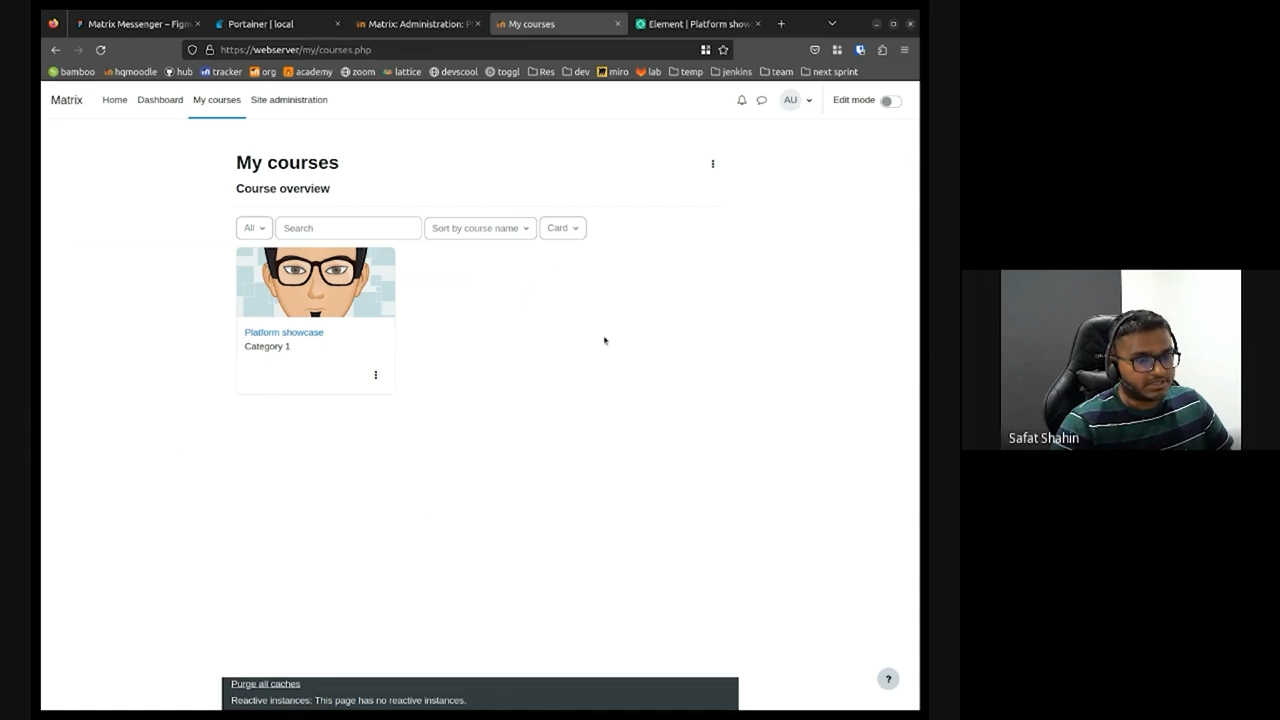 Matrix Messenger – Figm
Portainer | local
Matrix: Administration: P
My courses
Element | Platform show
https://webserver/my/courses.php
bamboo
hqmoodle
hub
tracker
org
academy
zoom
lattice
devscool
toggl
Res
dev
miro
lab
temp
jenkins
team
next sprint
Matrix
Home
Dashboard
My courses
Site administration
AU
Edit mode
My courses
Course overview
All
Search
Sort by course name
Card
Platform showcase
Category 1
Safat Shahin
Purge all caches
Reactive instances: This page has no reactive instances.
?